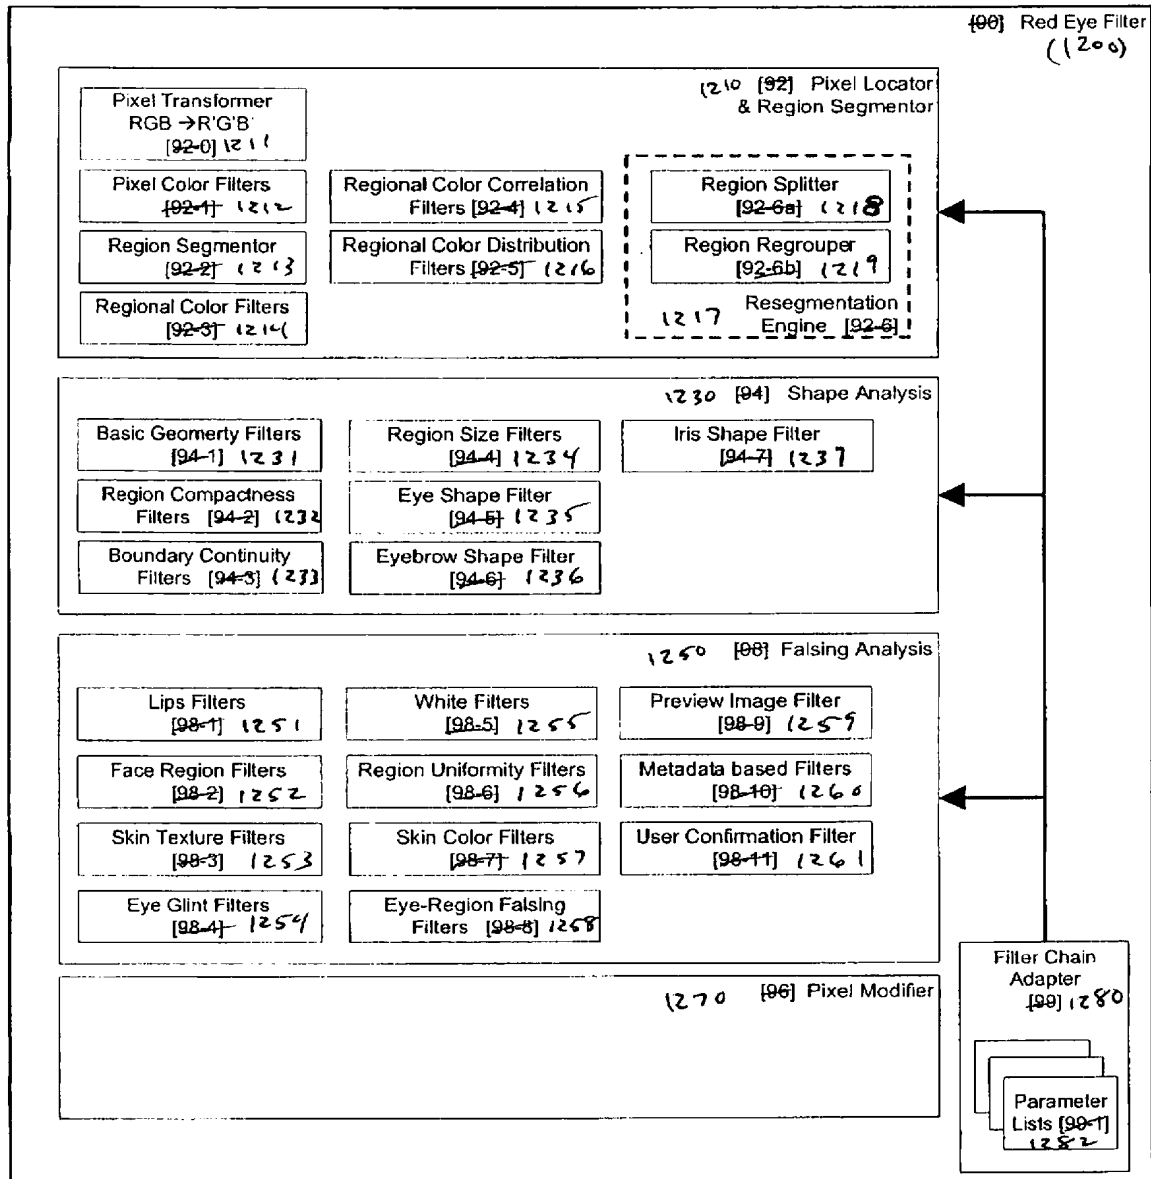 [90] Red Eye Filter
(1200)
1210 [92] Pixel Locator
& Region Segmentor
Pixel Transformer
RGB →R'G'B'
[92-0] 1211
Pixel Color Filters
[92-1] 1212
Region Segmentor
[92-2] 1213
Regional Color Filters
[92-3] 1214
Regional Color Correlation
Filters [92-4] 1215
Regional Color Distribution
Filters [92-5] 1216
Region Splitter
[92-6a] 1218
Region Regrouper
[92-6b] 1219
1217 Resegmentation
Engine [92-6]
1230 [94] Shape Analysis
Basic Geomerty Filters
[94-1] 1231
Region Compactness
Filters [94-2] 1232
Boundary Continuity
Filters [94-3] 1233
Region Size Filters
[94-4] 1234
Eye Shape Filter
[94-5] 1235
Eyebrow Shape Filter
[94-6] 1236
Iris Shape Filter
[94-7] 1237
1250 [98] Falsing Analysis
Lips Filters
[98-1] 1251
Face Region Filters
[98-2] 1252
Skin Texture Filters
[98-3] 1253
Eye Glint Filters
[98-4] 1254
White Filters
[98-5] 1255
Region Uniformity Filters
[98-6] 1256
Skin Color Filters
[98-7] 1257
Eye-Region Falsing
Filters [98-8] 1258
Preview Image Filter
[98-9] 1259
Metadata based Filters
[98-10] 1260
User Confirmation Filter
[98-11] 1261
1270 [96] Pixel Modifier
Filter Chain
Adapter
[99] 1280
Parameter
Lists [99-1]
1282